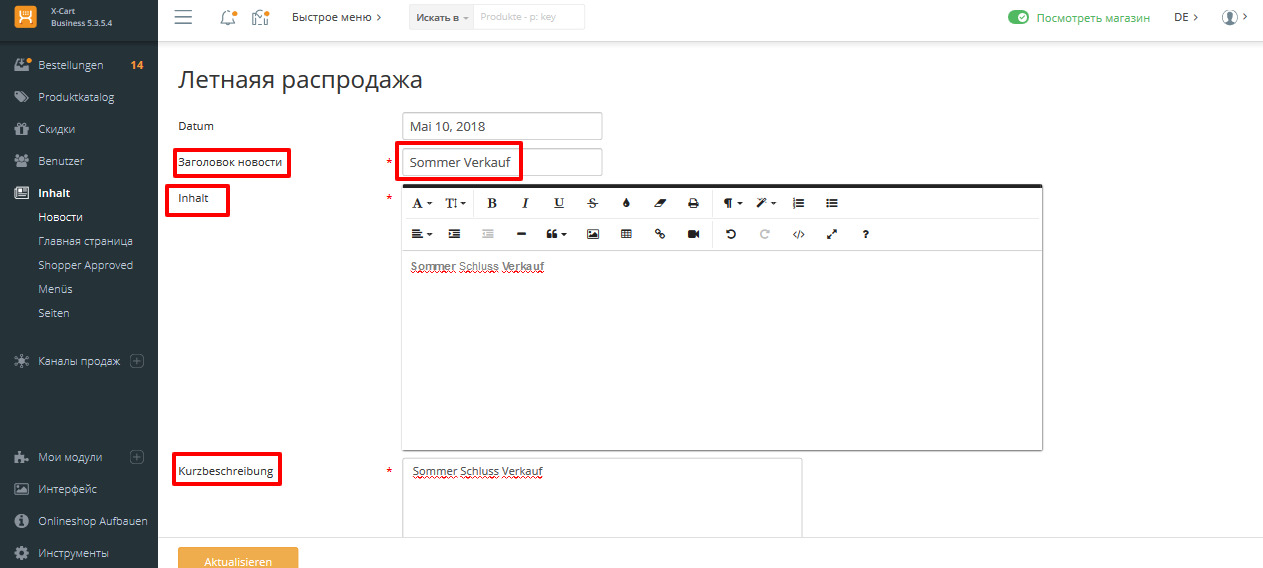 X-Cart
Business 5.3.5.4
Быстрое меню
Искать в
Produkte - p: key
Посмотреть магазин
DE
Bestellungen 14
Produktkatalog
Скидки
Benutzer
Inhalt
Новости
Главная страница
Shopper Approved
Menüs
Seiten
Каналы продаж
Мои модули
Интерфейс
Onlineshop Aufbauen
Инструменты
Летнаяя распродажа
Datum
Mai 10, 2018
Заголовок новости *
Sommer Verkauf
Inhalt *
Sommer Schluss Verkauf
Kurzbeschreibung *
Sommer Schluss Verkauf
Aktualisieren